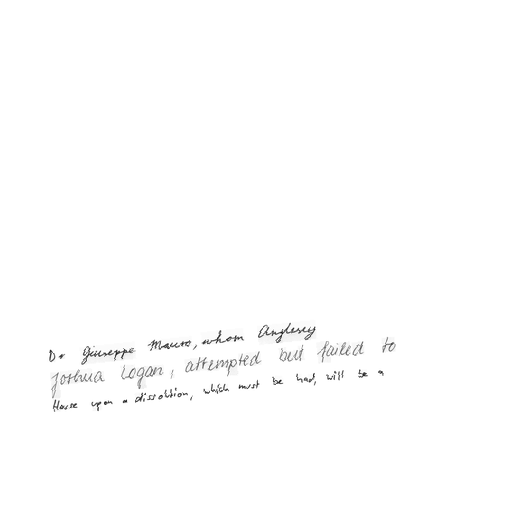 Dr Giuseppe Mauro, whom Anglesey
Joshua Logan, attempted but failed to
House upon a dissolution, which must be had, will be a